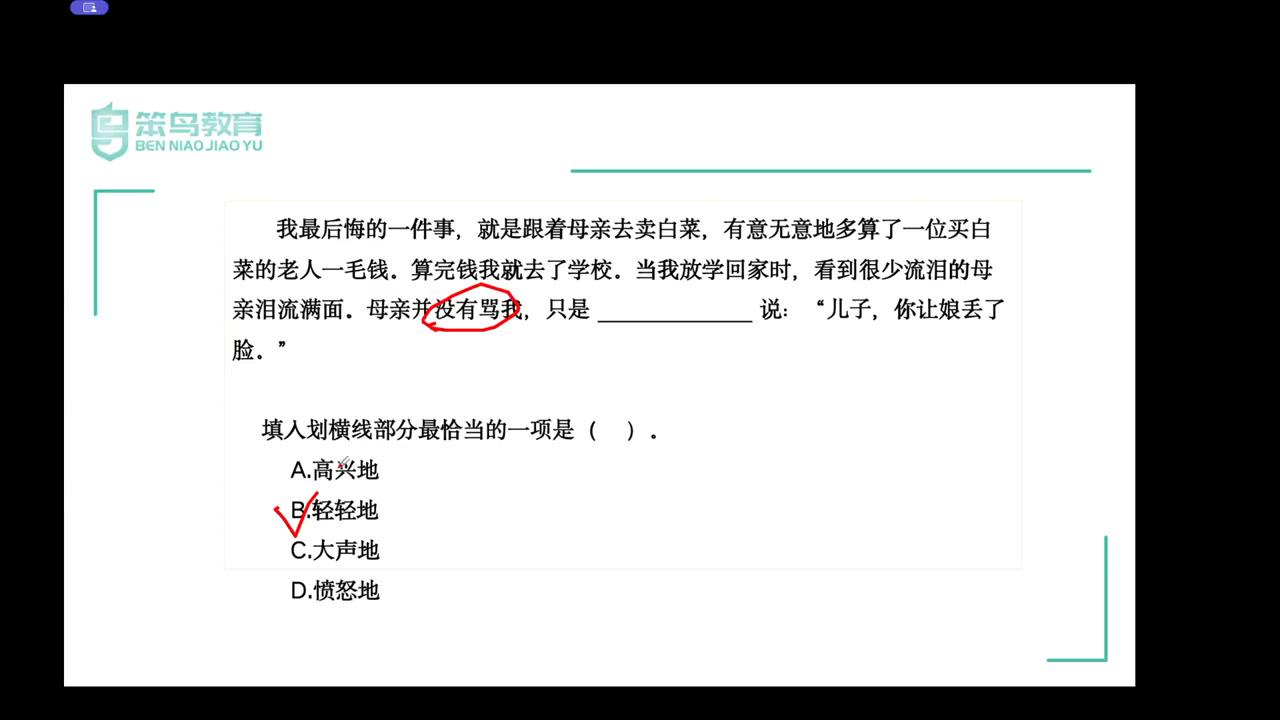 笨鸟教育
BEN NIAO JIAO YU
我最后悔的一件事，就是跟着母亲去卖白菜，有意无意地多算了一位买白
菜的老人一毛钱。算完钱我就去了学校。当我放学回家时，看到很少流泪的母
亲泪流满面。母亲并没有骂我，只是 ______________ 说：“儿子，你让娘丢了
脸。”
填入划横线部分最恰当的一项是（ ）。
A.高兴地
B.轻轻地
C.大声地
D.愤怒地